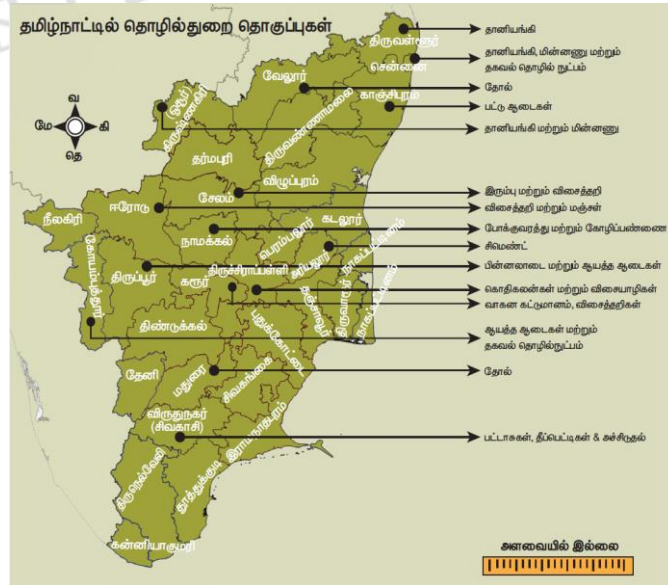 தமிழ்நாட்டில் தொழில்துறை தொகுப்புகள்
வ
மே
கி
தெ
திருவள்ளூர்
சென்னை
வேலூர்
காஞ்சிபுரம்
(ஓசூர்)
கிருஷ்ணகிரி
திருவண்ணாமலை
தர்மபுரி
விழுப்புரம்
சேலம்
நீலகிரி
ஈரோடு
கடலூர்
நாமக்கல்
பெரம்பலூர்
அரியலூர்
நாகப்பட்டினம்
கோயம்புத்தூர்
திருப்பூர்
கரூர்
திருச்சிராப்பள்ளி
தஞ்சாவூர்
திருவாரூர்
நாகப்பட்டினம்
திண்டுக்கல்
புதுக்கோட்டை
தேனி
மதுரை
சிவகங்கை
விருதுநகர்
(சிவகாசி)
இராமநாதபுரம்
திருநெல்வேலி
தூத்துக்குடி
கன்னியாகுமரி
தானியங்கி
தானியங்கி, மின்னணு மற்றும்
தகவல் தொழில் நுட்பம்
தோல்
பட்டு ஆடைகள்
தானியங்கி மற்றும் மின்னணு
இரும்பு மற்றும் விசைத்தறி
விசைத்தறி மற்றும் மஞ்சள்
போக்குவரத்து மற்றும் கோழிப்பண்ணை
சிமெண்ட்
பின்னலாடை மற்றும் ஆயத்த ஆடைகள்
கொதிகலன்கள் மற்றும் விசையாழிகள்
வாகன கட்டுமானம், விசைத்தறிகள்
ஆயத்த ஆடைகள் மற்றும்
தகவல் தொழில்நுட்பம்
தோல்
பட்டாசுகள், தீப்பெட்டிகள் & அச்சிடுதல்
அளவையில் இல்லை